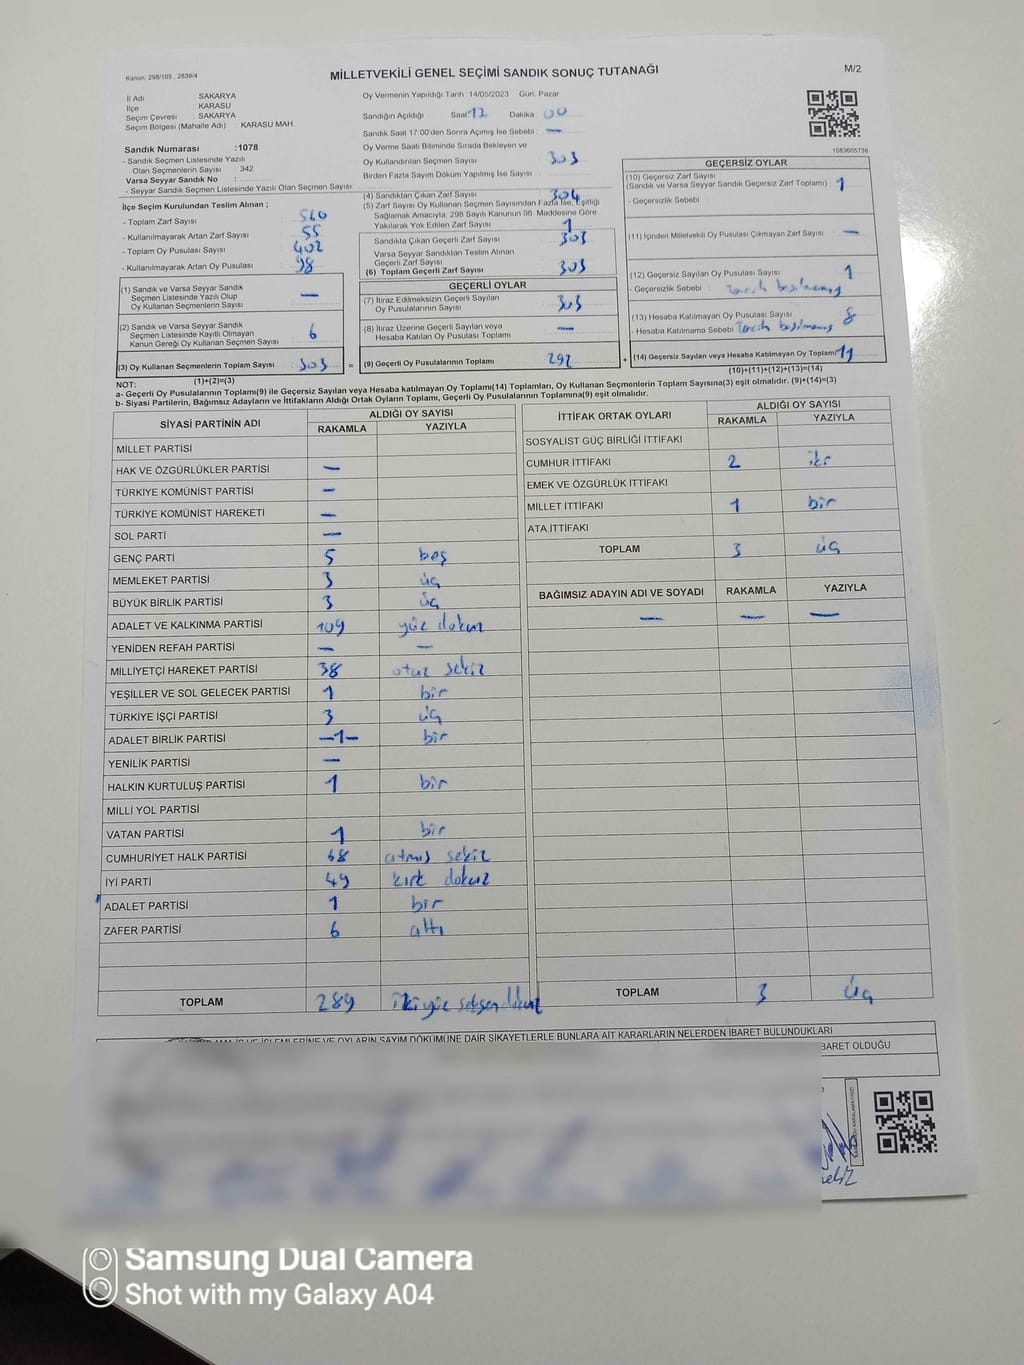 Kanun: 298/105 , 2839/4
MİLLETVEKİLİ GENEL SEÇİMİ SANDIK SONUÇ TUTANAĞI
M/2
İl Adı : SAKARYA
İlçe : KARASU
Seçim Çevresi : SAKARYA
Seçim Bölgesi (Mahalle Adı) : KARASU MAH.
Sandık Numarası :1078
- Sandık Seçmen Listesinde Yazılı
Olan Seçmenlerin Sayısı : 342
Varsa Seyyar Sandık No :
- Seyyar Sandık Seçmen Listesinde Yazılı Olan Seçmen Sayısı
Oy Vermenin Yapıldığı Tarih :14/05/2023 Gün: Pazar
Sandığın Açıldığı Saat 17 Dakika 00
Sandık Saat 17:00'den Sonra Açımış İse Sebebi : —
Oy Verme Saati Bitiminde Sırada Bekleyen ve
Oy Kullandırılan Seçmen Sayısı : 303
Birden Fazla Sayım Döküm Yapılmış İse Sayısı :
1083605738
İlçe Seçim Kurulundan Teslim Alınan ;
- Toplam Zarf Sayısı : 560
- Kullanılmayarak Artan Zarf Sayısı : 55
- Toplam Oy Pusulası Sayısı : 402
- Kullanılmayarak Artan Oy Pusulası : 98
(1) Sandık ve Varsa Seyyar Sandık
Seçmen Listesinde Yazılı Olup
Oy Kullanan Seçmenlerin Sayısı —
(2) Sandık ve Varsa Seyyar Sandık
Seçmen Listesinde Kayıtlı Olmayan
Kanun Gereği Oy Kullanan Seçmen Sayısı 6
(3) Oy Kullanan Seçmenlerin Toplam Sayısı 303 =
(1)+(2)=(3)
(4) Sandıktan Çıkan Zarf Sayısı : 304
(5) Zarf Sayısı Oy Kullanan Seçmen Sayısından Fazla İse, Eşitliği
Sağlamak Amacıyla; 298 Sayılı Kanunun 98. Maddesine Göre
Yakılarak Yok Edilen Zarf Sayısı : 1
Sandıkta Çıkan Geçerli Zarf Sayısı : 303
Varsa Seyyar Sandıktan Teslim Alınan
Geçerli Zarf Sayısı :
(6) Toplam Geçerli Zarf Sayısı : 303
GEÇERLİ OYLAR
(7) İtiraz Edilmeksizin Geçerli Sayılan
Oy Pusulalarının Sayısı : 303
(8) İtiraz Üzerine Geçerli Sayılan veya
Hesaba Katılan Oy Pusulası Toplamı : —
(9) Geçerli Oy Pusulalarının Toplamı 292 +
GEÇERSİZ OYLAR
(10) Geçersiz Zarf Sayısı
(Sandık ve Varsa Seyyar Sandık Geçersiz Zarf Toplamı) : 1
- Geçersizlik Sebebi :
(11) İçinden Milletvekili Oy Pusulası Çıkmayan Zarf Sayısı : —
(12) Geçersiz Sayılan Oy Pusulası Sayısı : 1
- Geçersizlik Sebebi : Tercih basılmamış
(13) Hesaba Katılmayan Oy Pusulası Sayısı : 8
- Hesaba Katılmama Sebebi : Tercih basılmamış
(14) Geçersiz Sayılan veya Hesaba Katılmayan Oy Toplamı : 11
(10)+(11)+(12)+(13)=(14)
NOT:
a- Geçerli Oy Pusulalarının Toplamı(9) ile Geçersiz Sayılan veya Hesaba katılmayan Oy Toplamı(14) Toplamları, Oy Kullanan Seçmenlerin Toplam Sayısına(3) eşit olmalıdır. (9)+(14)=(3)
b- Siyasi Partilerin, Bağımsız Adayların ve İttifakların Aldığı Ortak Oyların Toplamı, Geçerli Oy Pusulalarının Toplamına(9) eşit olmalıdır.
SİYASİ PARTİNİN ADI ALDIĞI OY SAYISI
RAKAMLA YAZIYLA
MİLLET PARTİSİ
HAK VE ÖZGÜRLÜKLER PARTİSİ —
TÜRKİYE KOMÜNİST PARTİSİ —
TÜRKİYE KOMÜNİST HAREKETİ —
SOL PARTİ —
GENÇ PARTİ 5 beş
MEMLEKET PARTİSİ 3 üç
BÜYÜK BİRLİK PARTİSİ 3 üç
ADALET VE KALKINMA PARTİSİ 109 yüz dokuz
YENİDEN REFAH PARTİSİ — —
MİLLİYETÇİ HAREKET PARTİSİ 38 otuz sekiz
YEŞİLLER VE SOL GELECEK PARTİSİ 1 bir
TÜRKİYE İŞÇİ PARTİSİ 3 üç
ADALET BİRLİK PARTİSİ —1— bir
YENİLİK PARTİSİ —
HALKIN KURTULUŞ PARTİSİ 1 bir
MİLLİ YOL PARTİSİ
VATAN PARTİSİ 1 bir
CUMHURİYET HALK PARTİSİ 68 atmış sekiz
İYİ PARTİ 49 kırk dokuz
ADALET PARTİSİ 1 bir
ZAFER PARTİSİ 6 altı
TOPLAM 289 ikiyüz seksen dokuz
İTTİFAK ORTAK OYLARI ALDIĞI OY SAYISI
RAKAMLA YAZIYLA
SOSYALİST GÜÇ BİRLİĞİ İTTİFAKI
CUMHUR İTTİFAKI 2 iki
EMEK VE ÖZGÜRLÜK İTTİFAKI
MİLLET İTTİFAKI 1 bir
ATA İTTİFAKI
TOPLAM 3 üç
BAĞIMSIZ ADAYIN ADI VE SOYADI RAKAMLA YAZIYLA
— — —
TOPLAM 3 üç
İŞLEMLERİNE VE OYLARIN SAYIM DÖKÜMÜNE DAİR ŞİKAYETLERLE BUNLARA AİT KARARLARIN NELERDEN İBARET BULUNDUKLARI
BARET OLDUĞU
Samsung Dual Camera
Shot with my Galaxy A04